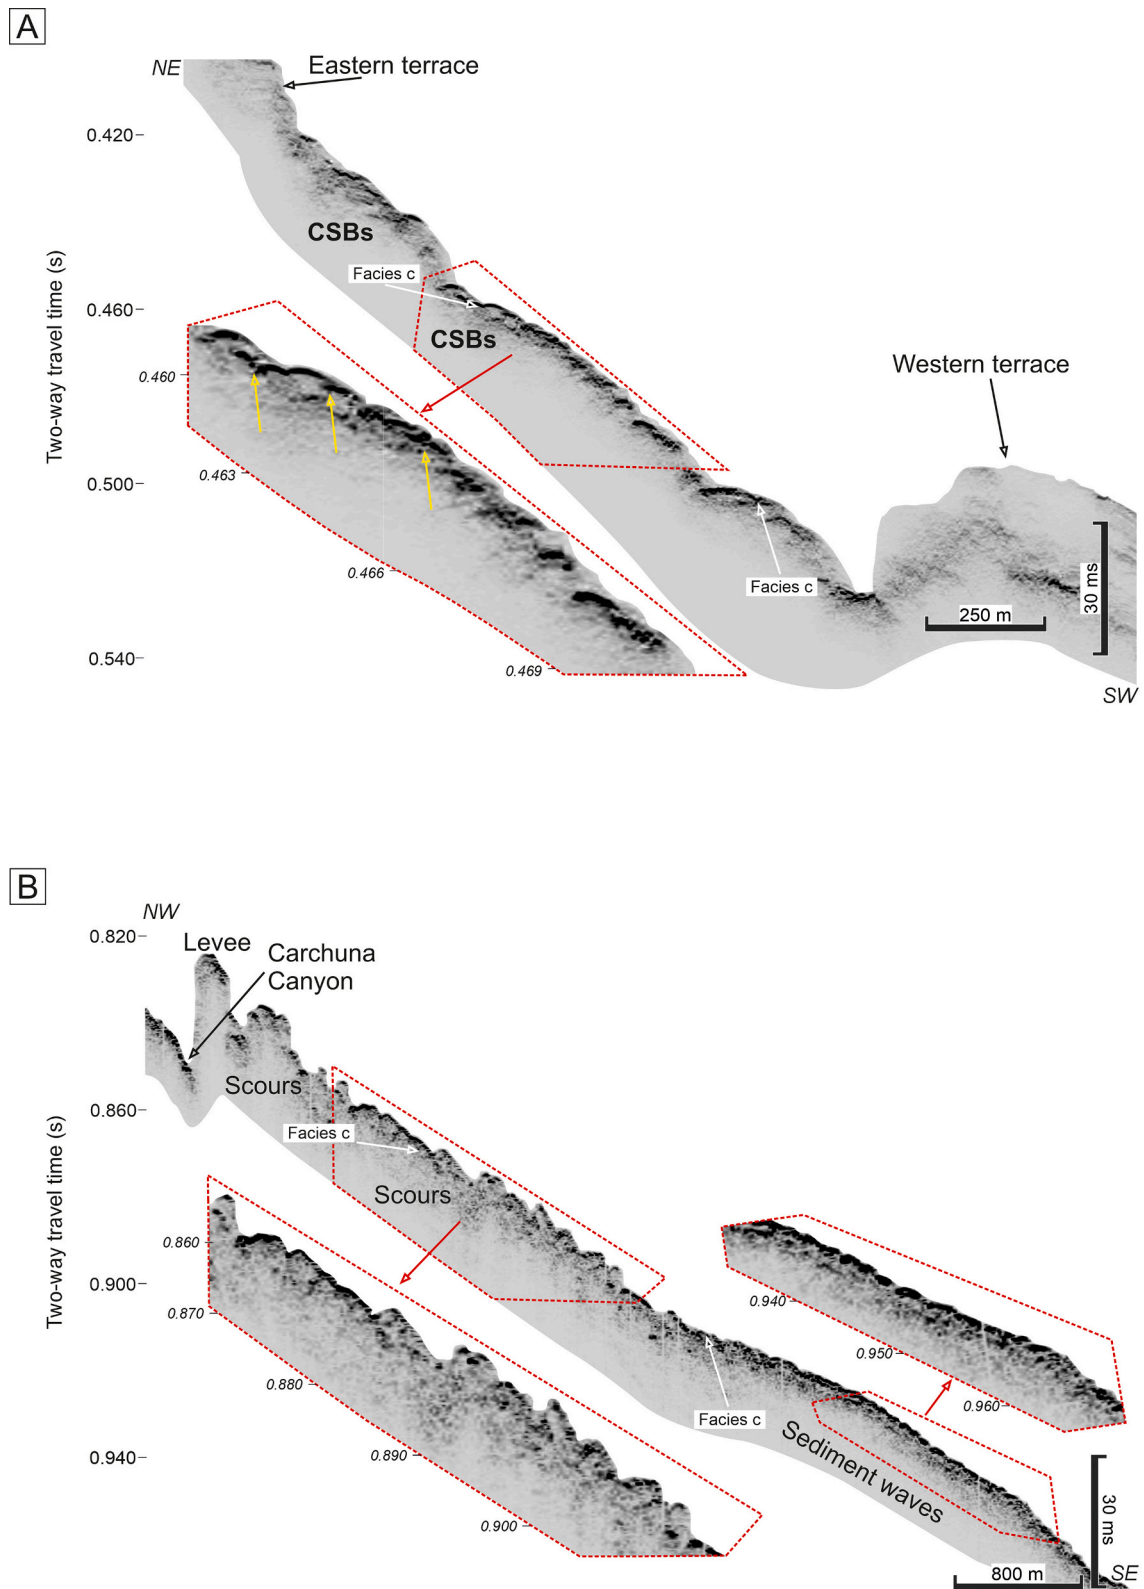 A
NE
Eastern terrace
0.420
CSBs
Facies c
0.460
CSBs
Western terrace
0.460
Two-way travel time (s)
0.463
0.500
0.466
Facies c
250 m
30 ms
0.540
0.469
SW
B
NW
0.820
Levee
Carchuna
Canyon
Scours
0.860
Facies c
Scours
0.860
0.900
0.870
Two-way travel time (s)
0.940
0.950
0.880
0.960
Facies c
0.890
0.940
Sediment waves
0.900
30 ms
800 m
SE